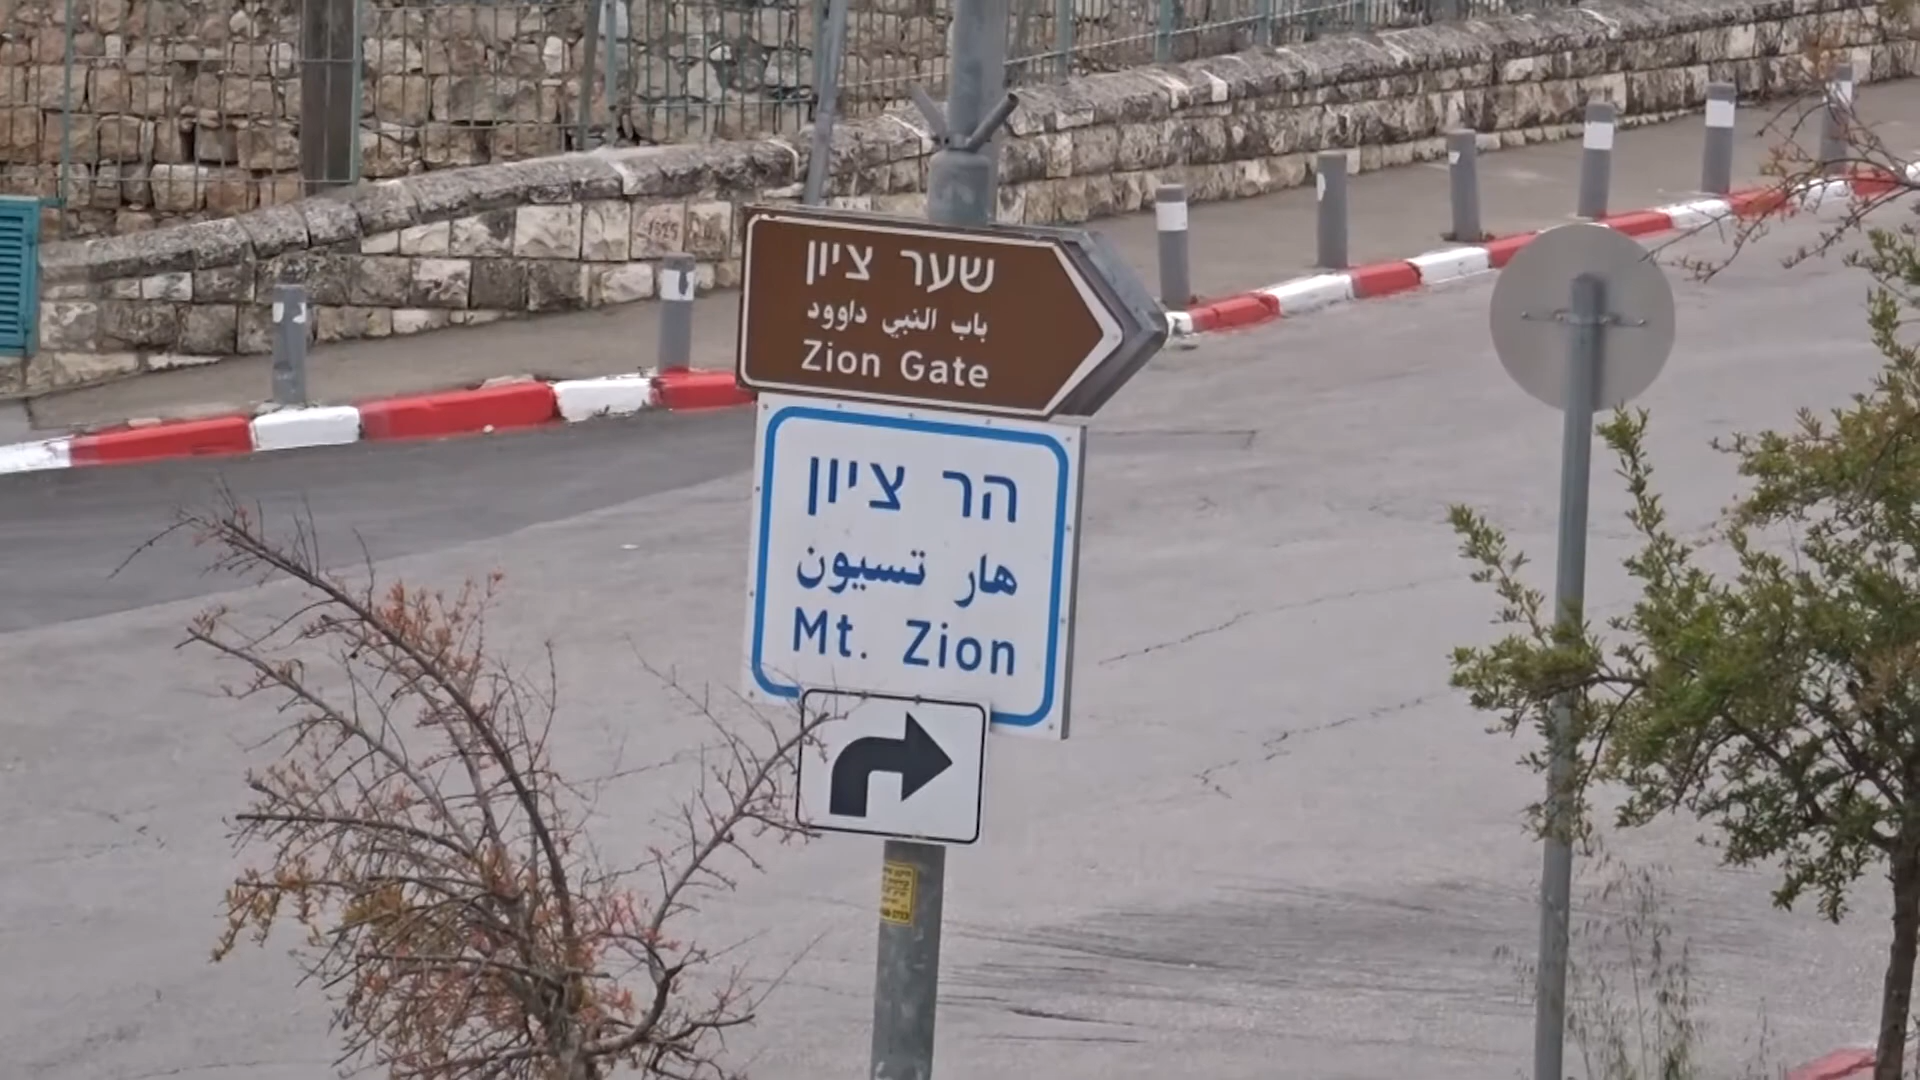 שער ציון
باب النبي داوود
Zion Gate
הר ציון
هار تسيون
Mt. Zion